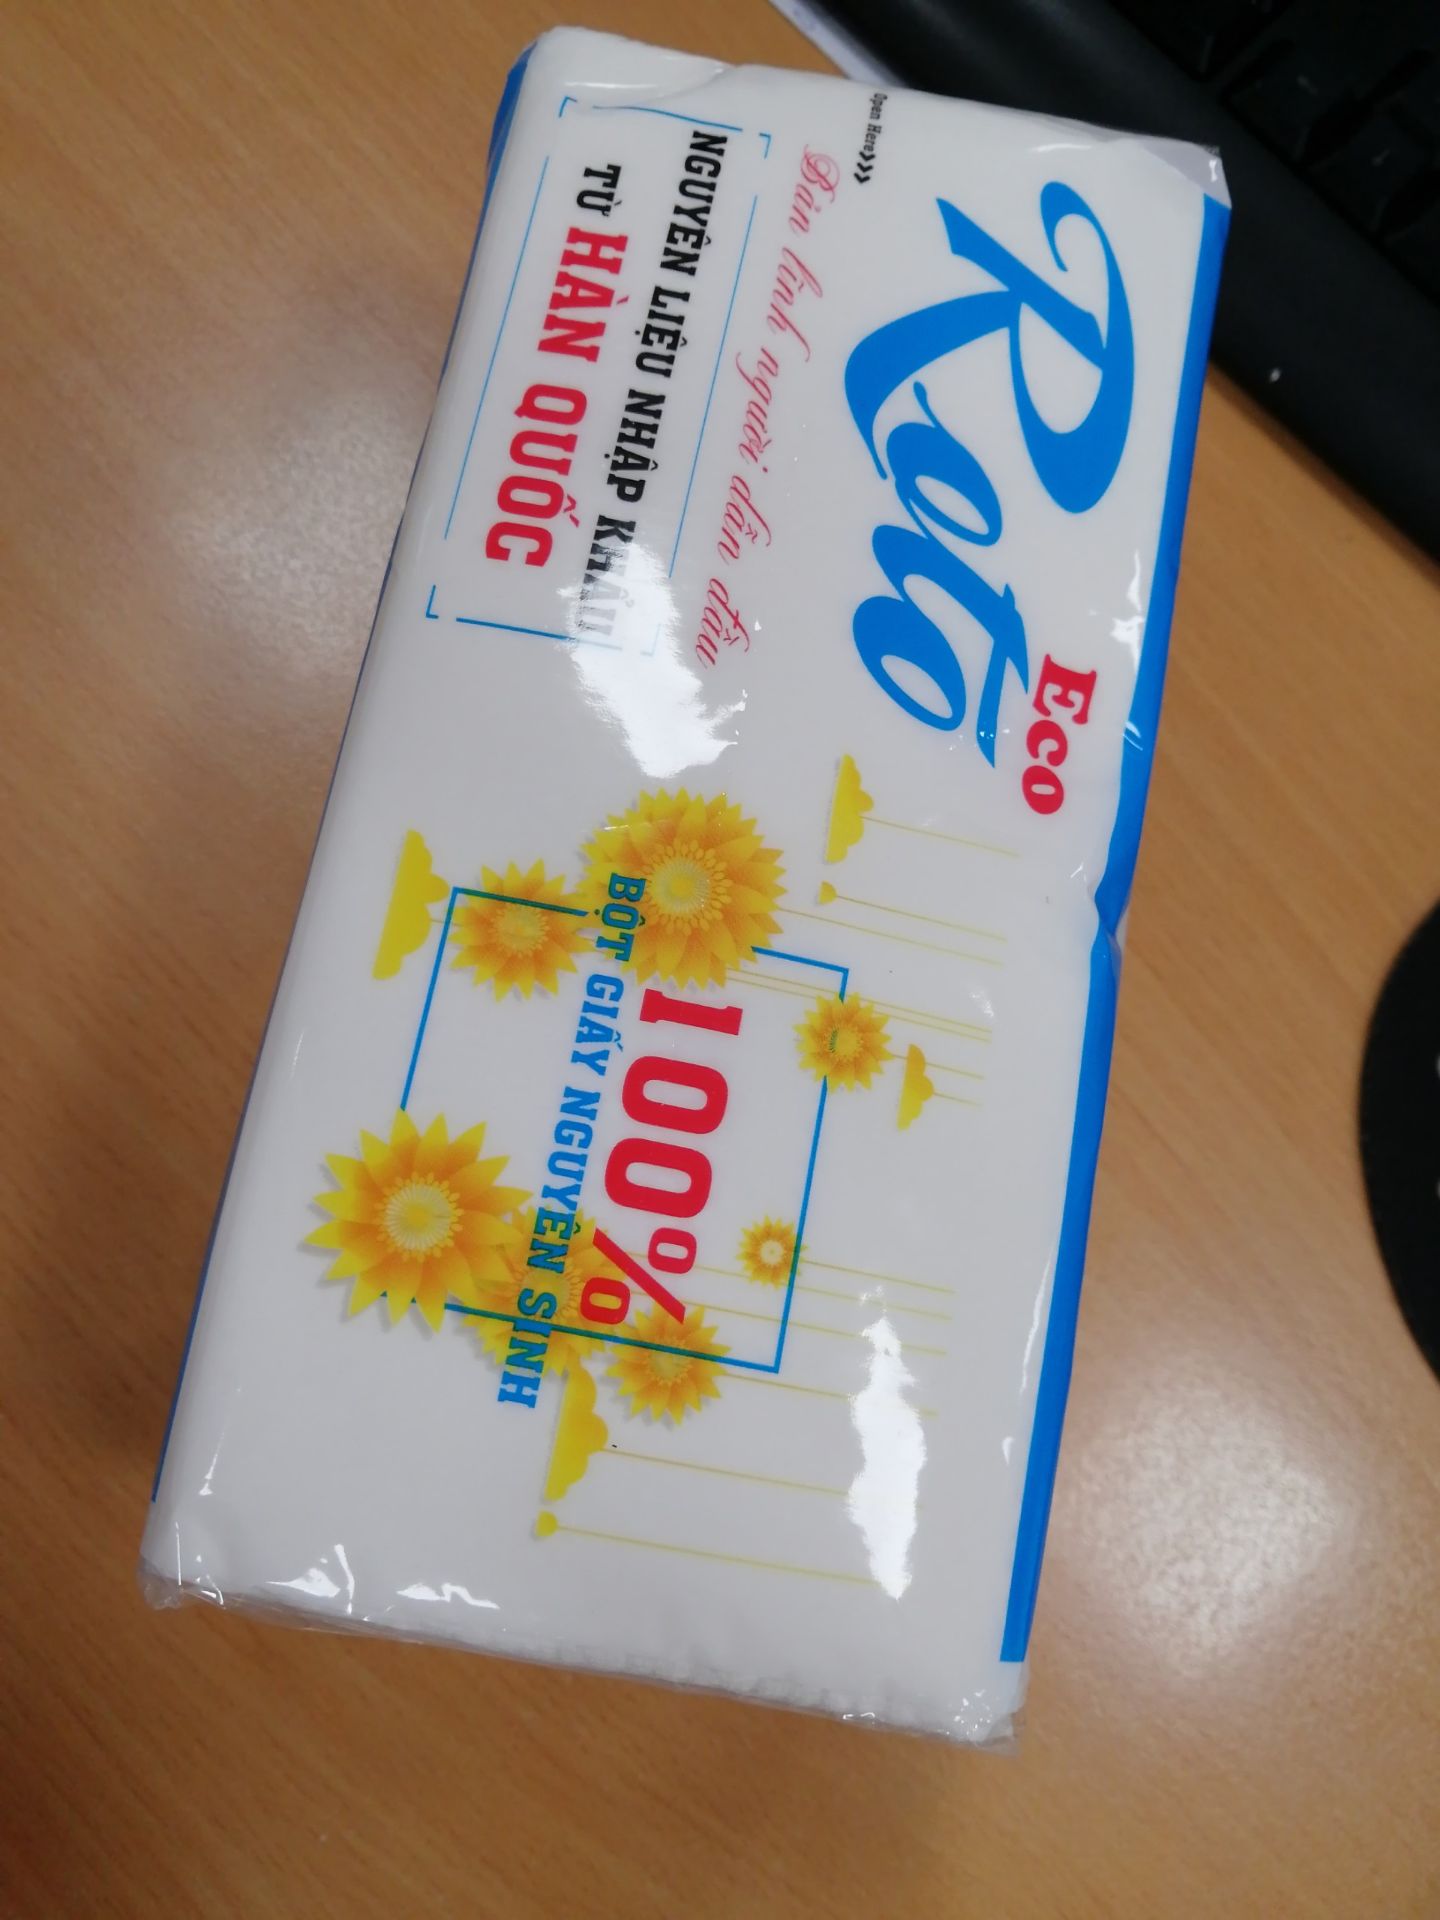 Open Here
Roto
Eco
Bản lĩnh người dẫn đầu
NGUYÊN LIỆU NHẬP KHẨU
TỪ HÀN QUỐC
100%
BỘT GIẤY NGUYÊN SINH